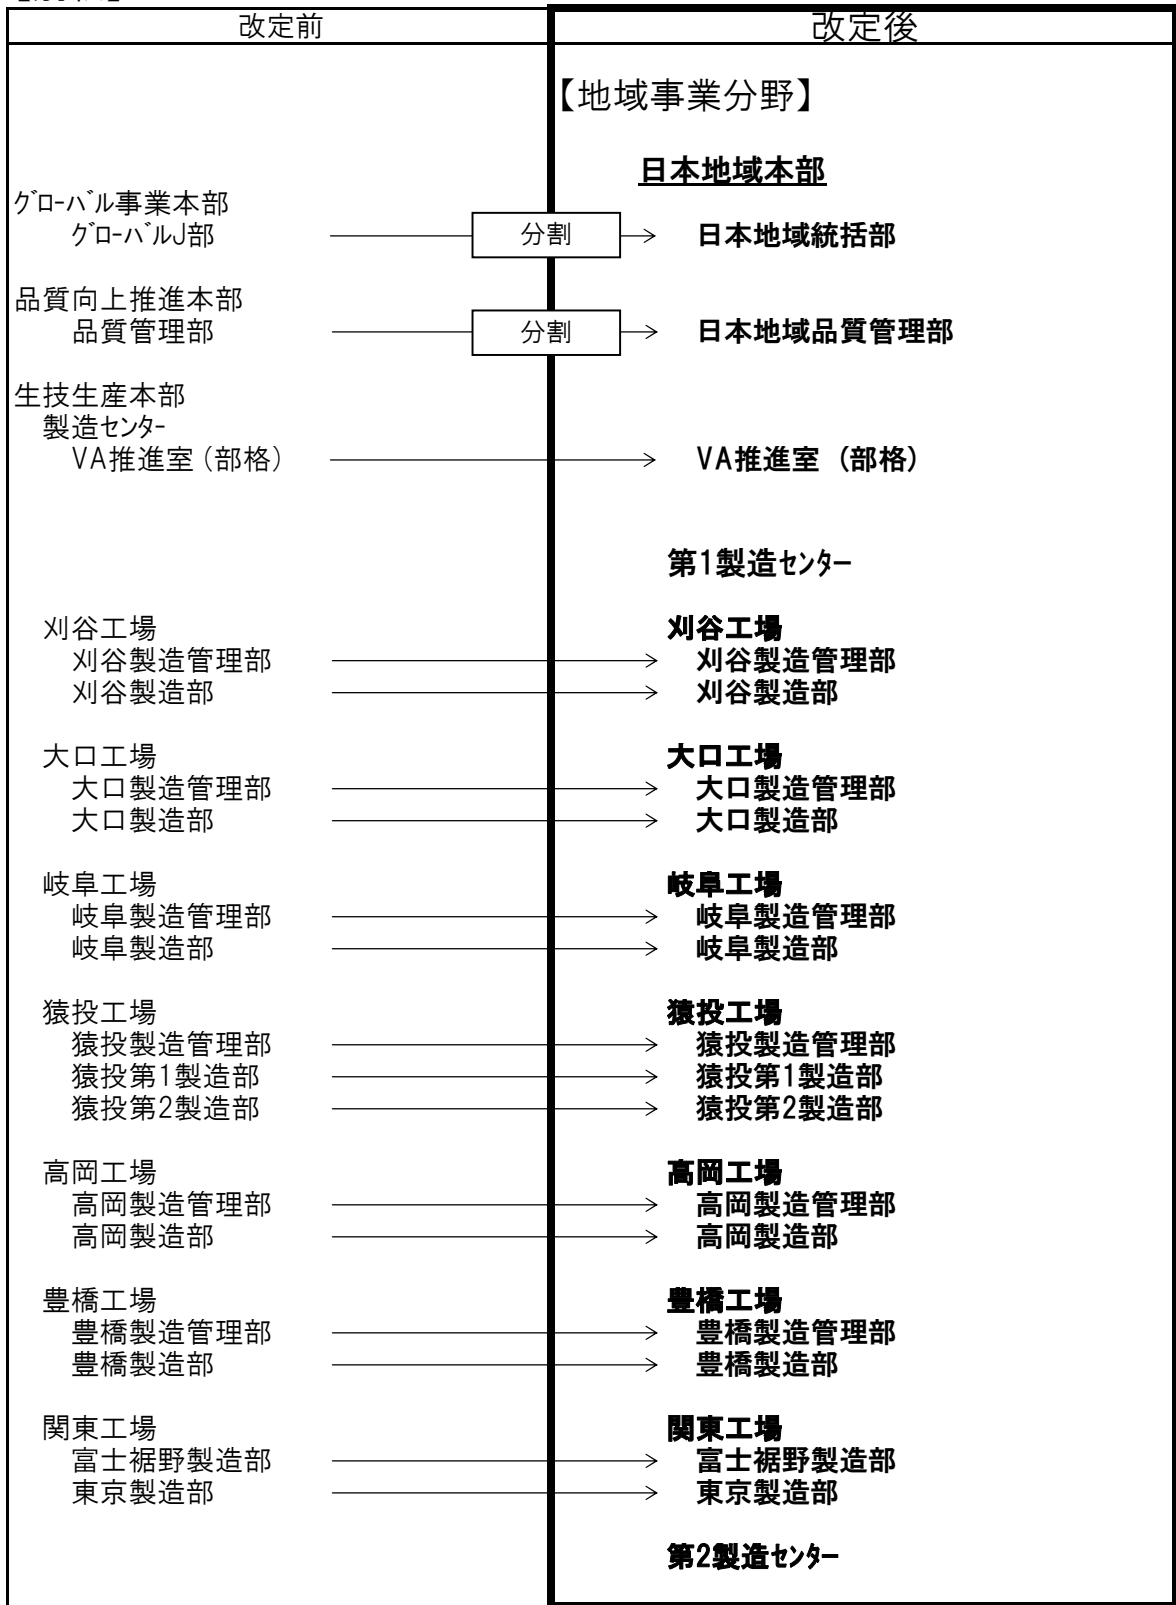 改定前 改定後
【地域事業分野】
日本地域本部
ｸﾞﾛｰﾊﾞﾙ事業本部
ｸﾞﾛｰﾊﾞﾙJ部 分割 日本地域統括部
品質向上推進本部
品質管理部 分割 日本地域品質管理部
生技生産本部
製造ｾﾝﾀｰ
VA推進室（部格） VA推進室（部格）
第1製造ｾﾝﾀｰ
刈谷工場 刈谷工場
刈谷製造管理部 刈谷製造管理部
刈谷製造部 刈谷製造部
大口工場 大口工場
大口製造管理部 大口製造管理部
大口製造部 大口製造部
岐阜工場 岐阜工場
岐阜製造管理部 岐阜製造管理部
岐阜製造部 岐阜製造部
猿投工場 猿投工場
猿投製造管理部 猿投製造管理部
猿投第1製造部 猿投第1製造部
猿投第2製造部 猿投第2製造部
高岡工場 高岡工場
高岡製造管理部 高岡製造管理部
高岡製造部 高岡製造部
豊橋工場 豊橋工場
豊橋製造管理部 豊橋製造管理部
豊橋製造部 豊橋製造部
関東工場 関東工場
富士裾野製造部 富士裾野製造部
東京製造部 東京製造部
第2製造ｾﾝﾀｰ